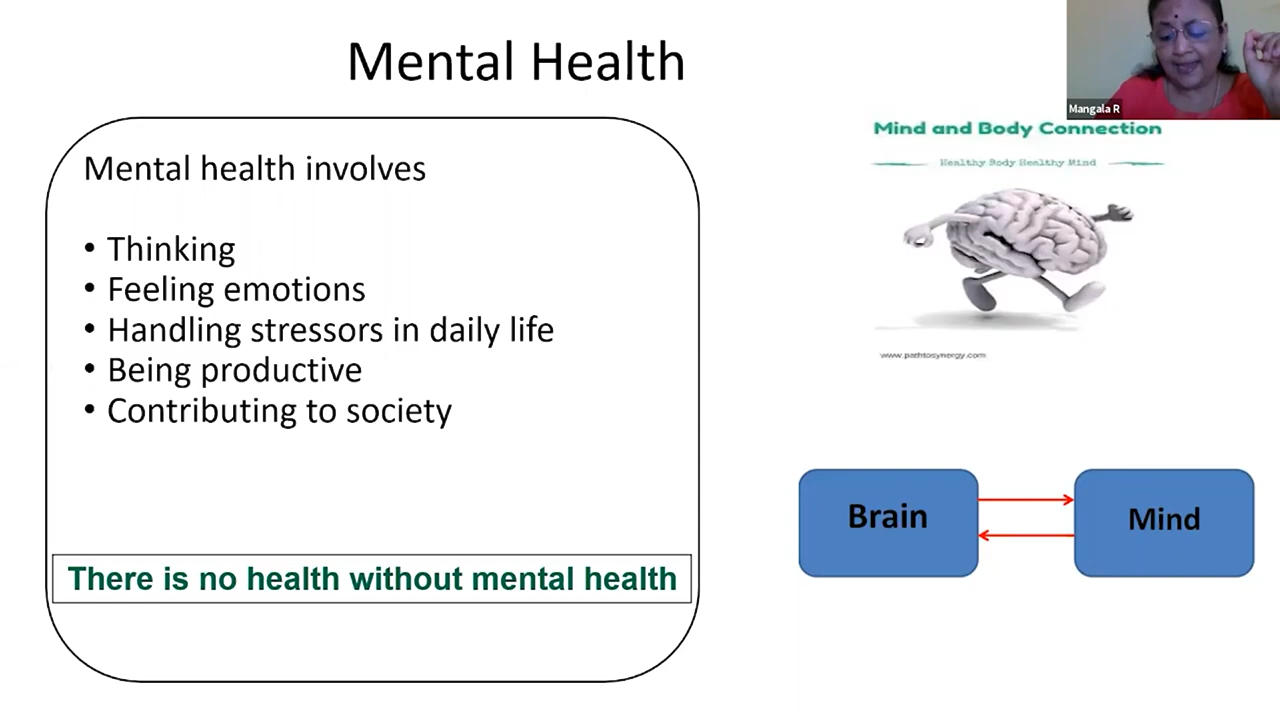 Mental Health
Mangala R
Mental health involves
• Thinking
• Feeling emotions
• Handling stressors in daily life
• Being productive
• Contributing to society
There is no health without mental health
Mind and Body Connection
Healthy Body Healthy Mind
www.pathtosynergy.com
Brain
Mind